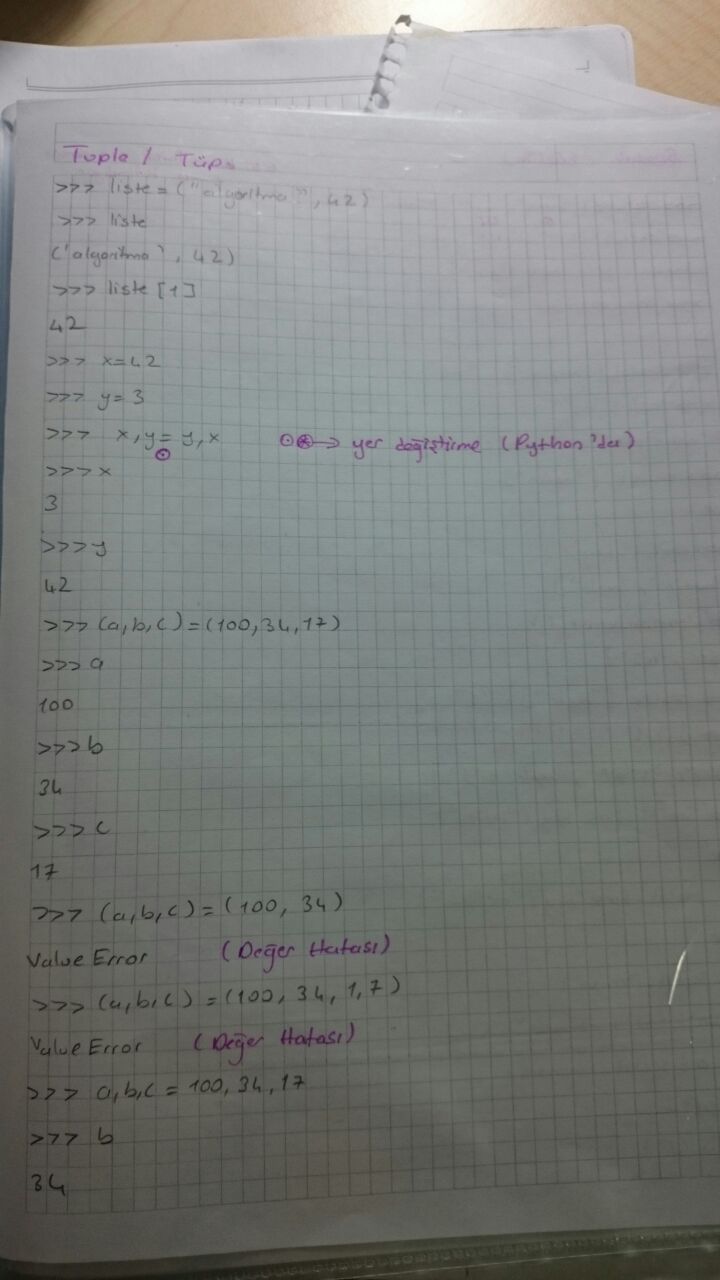 Tuple / Tüp
>>> liste = ("algoritma", 42)
>>> liste
("algoritma", 42)
>>> liste [1]
42
>>> x=42
>>> y= 3
>>> x,y= y,x ⊙⊛→ yer değiştirme (Python'da)
⊙
>>> x
3
>>> y
42
>>> (a,b,c)=(100,34,17)
>>> a
100
>>> b
34
>>> c
17
>>> (a,b,c)=(100, 34)
Value Error (Değer Hatası)
>>> (a,b,c) =(100, 34, 1,7)
Value Error (Değer Hatası)
>>> a,b,c = 100, 34, 17
>>> b
34